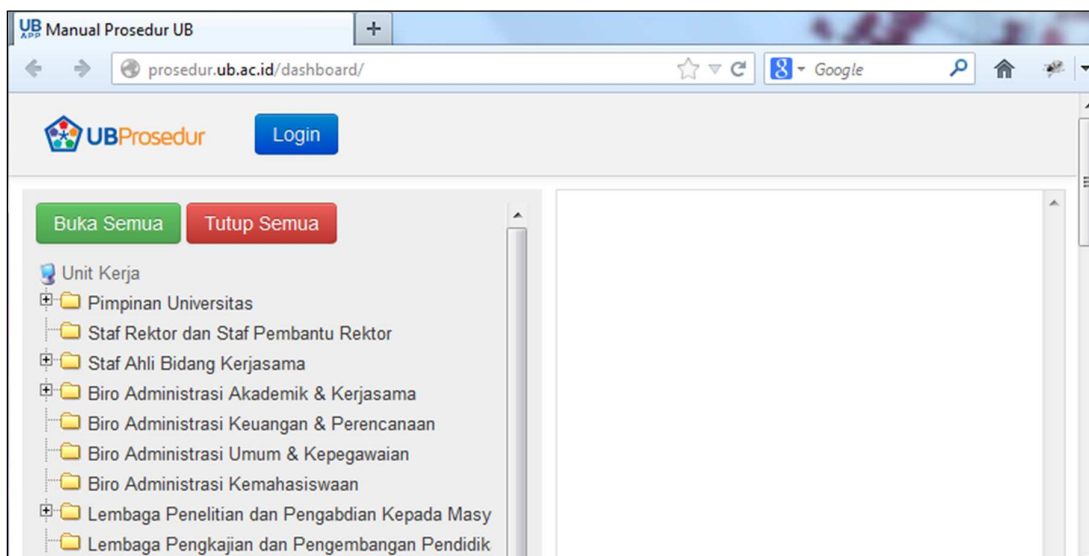 UB APP Manual Prosedur UB
prosedur.ub.ac.id/dashboard/
Google
UBProsedur
Login
Buka Semua
Tutup Semua
Unit Kerja
Pimpinan Universitas
Staf Rektor dan Staf Pembantu Rektor
Staf Ahli Bidang Kerjasama
Biro Administrasi Akademik & Kerjasama
Biro Administrasi Keuangan & Perencanaan
Biro Administrasi Umum & Kepegawaian
Biro Administrasi Kemahasiswaan
Lembaga Penelitian dan Pengabdian Kepada Masy
Lembaga Pengkajian dan Pengembangan Pendidik